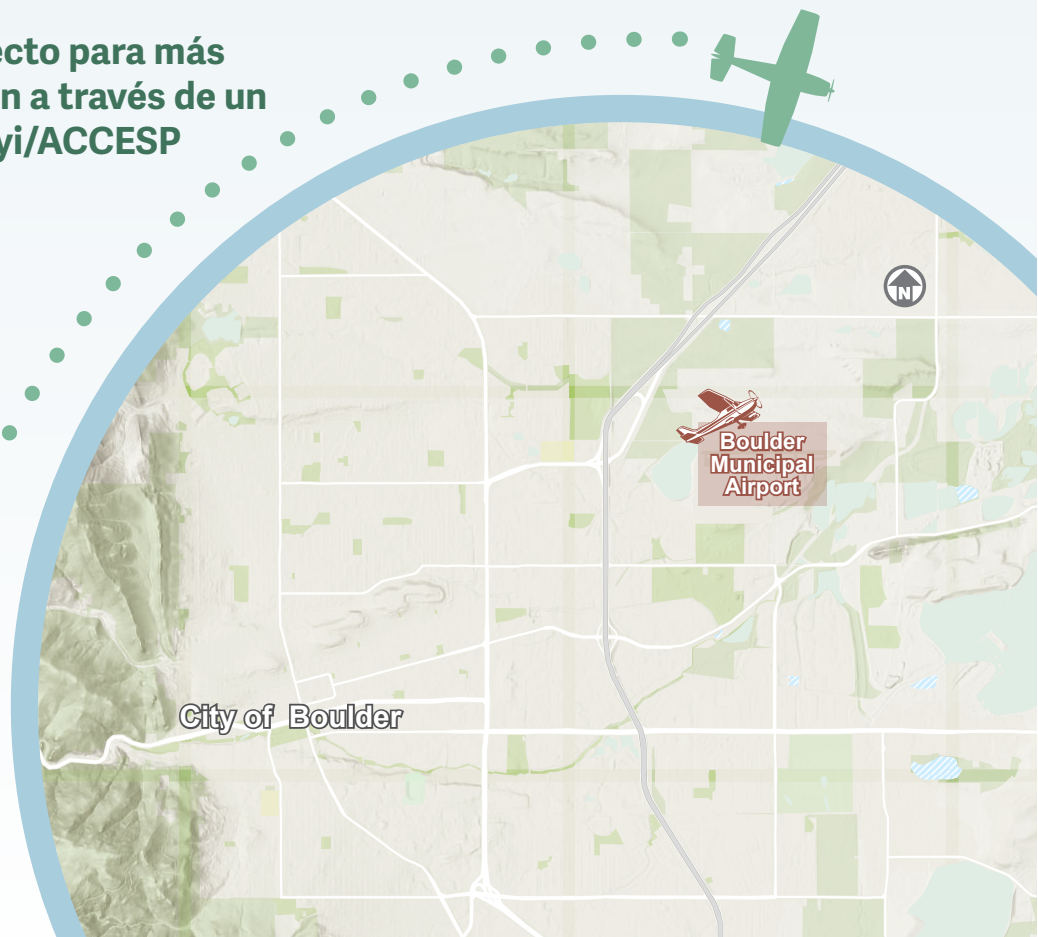 ecto para más
n a través de un
yi/ACCESP
N
Boulder
Municipal
Airport
City of Boulder